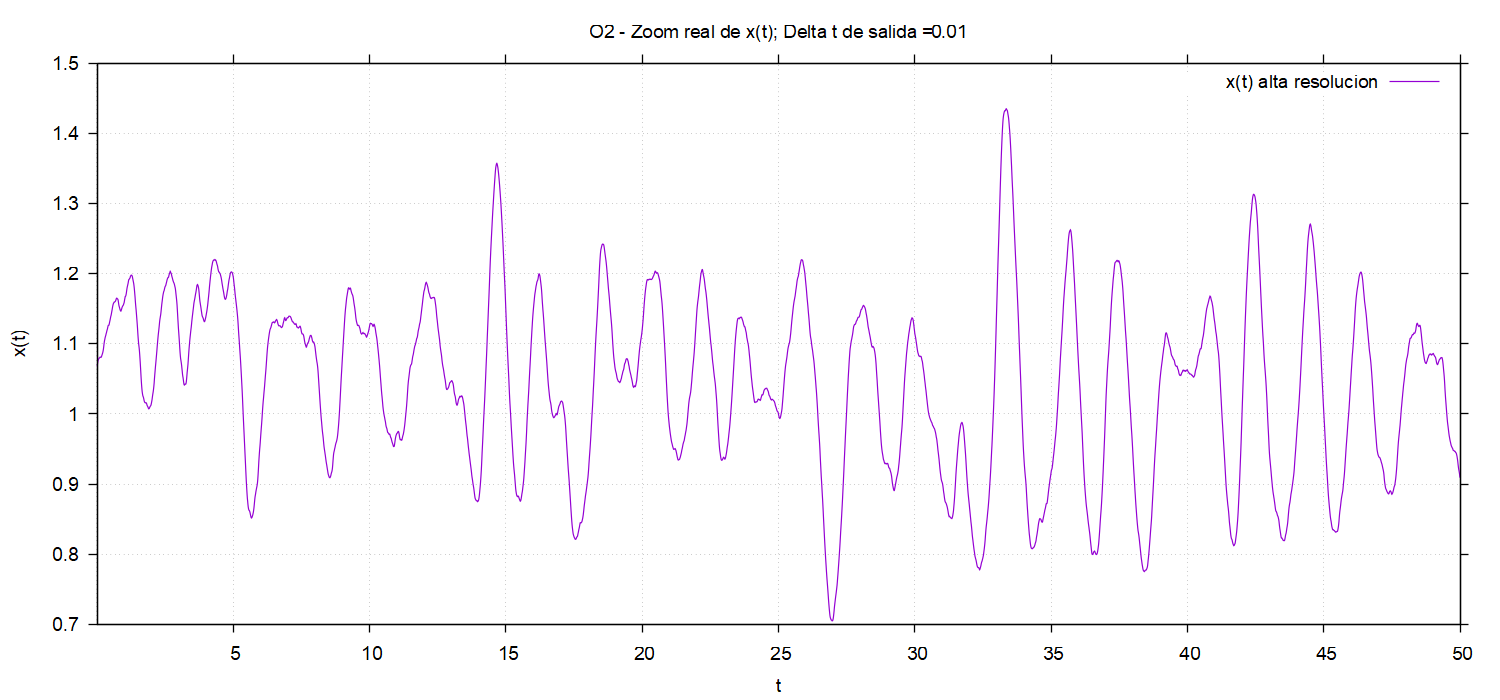 O2 - Zoom real de x(t); Delta t de salida =0.01
x(t) alta resolucion
1.5
1.4
1.3
1.2
1.1
1
0.9
0.8
0.7
x(t)
5 10 15 20 25 30 35 40 45 50
t